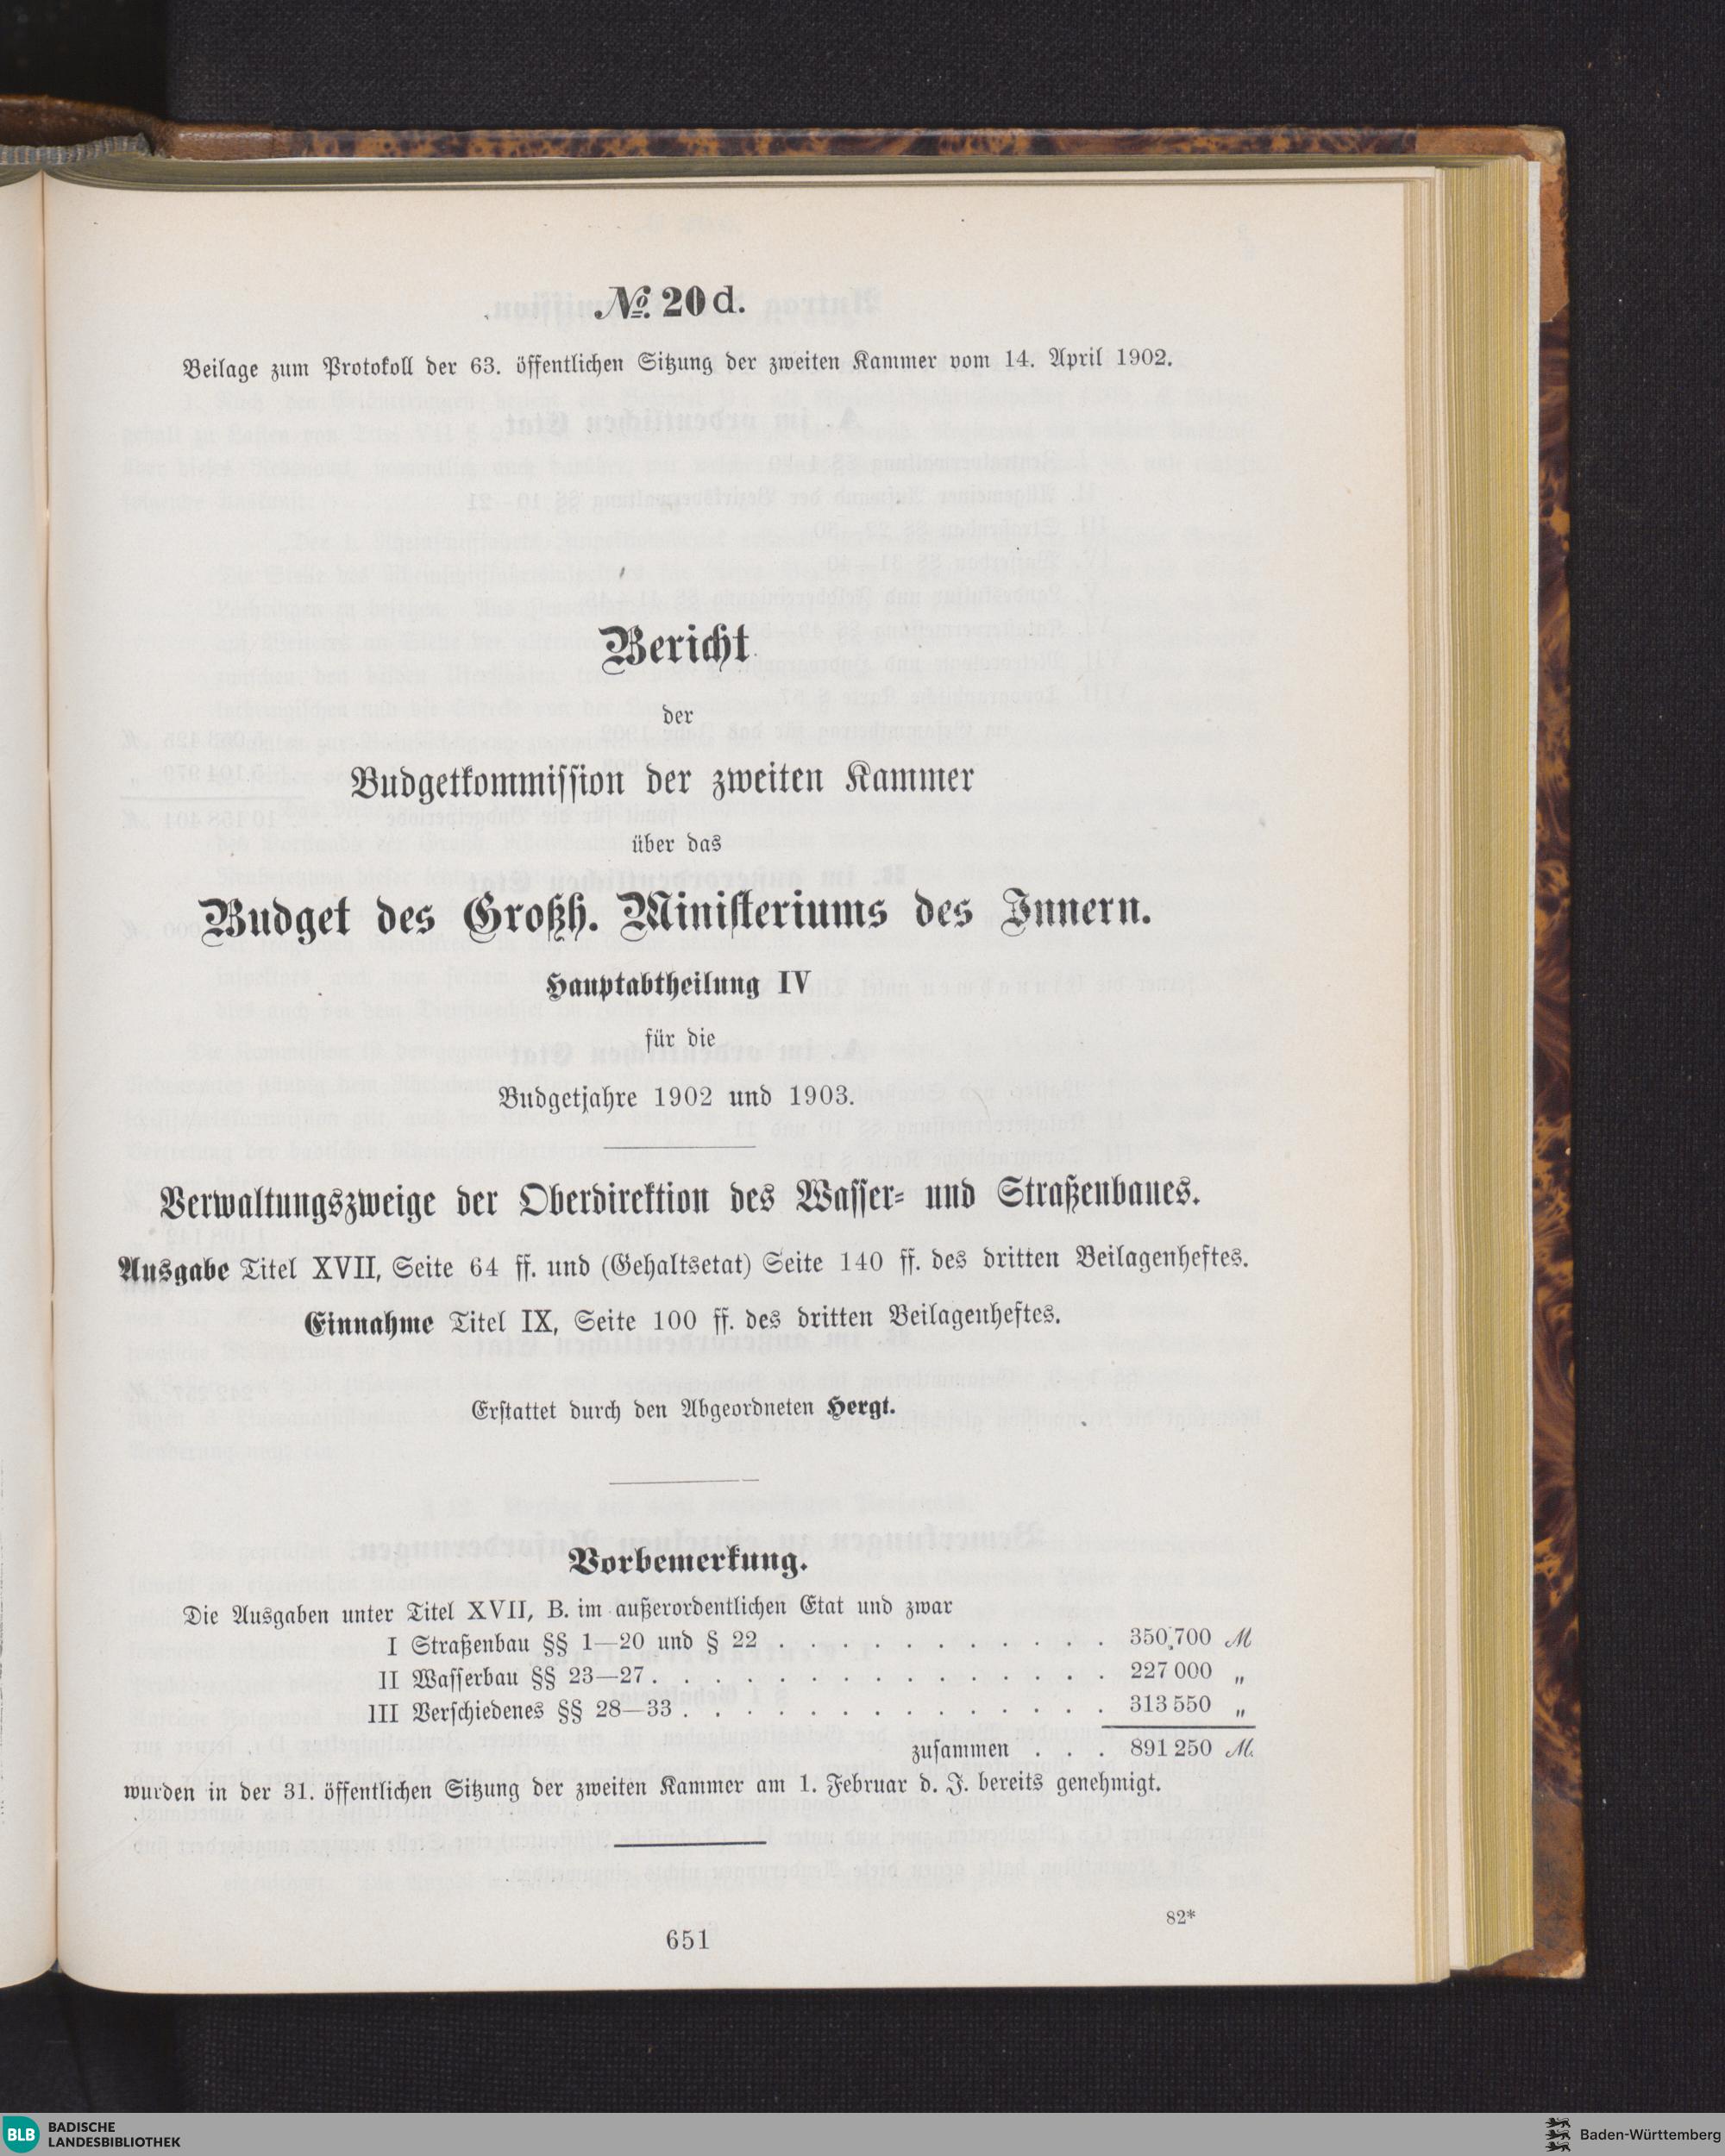 № 20 d.
Beilage zum Protokoll der 63. öffentlichen Sitzung der zweiten Kammer vom 14. April 1902.
Bericht
der
Budgetkommission der zweiten Kammer
über das
Budget des Großh. Ministeriums des Innern.
Hauptabtheilung IV
für die
Budgetjahre 1902 und 1903.
Verwaltungszweige der Oberdirektion des Wasser- und Straßenbaues.
Ausgabe Titel XVII, Seite 64 ff. und (Gehaltsetat) Seite 140 ff. des dritten Beilagenheftes.
Einnahme Titel IX, Seite 100 ff. des dritten Beilagenheftes.
Erstattet durch den Abgeordneten Hergt.
Vorbemerkung.
Die Ausgaben unter Titel XVII, B. im außerordentlichen Etat und zwar
I Straßenbau §§ 1—20 und § 22 . . . . . . . . . . . 350 700 ℳ
II Wasserbau §§ 23—27 . . . . . . . . . . . . . . . 227 000 „
III Verschiedenes §§ 28—33 . . . . . . . . . . . . . . 313 550 „
zusammen . . . 891 250 ℳ.
wurden in der 31. öffentlichen Sitzung der zweiten Kammer am 1. Februar d. J. bereits genehmigt.
82*
651
BLB BADISCHE
LANDESBIBLIOTHEK
Baden-Württemberg